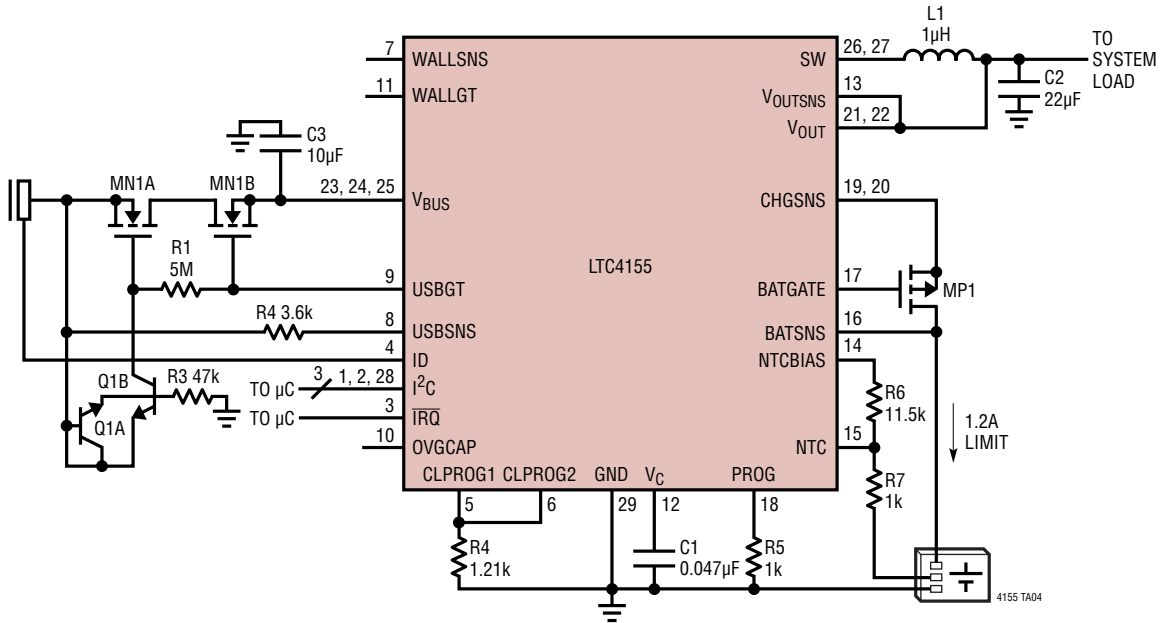 L1
1µH
TO
SYSTEM
LOAD
C2
22µF
7
WALLSNS
SW
26, 27
11
WALLGT
VOUTSNS
13
VOUT
21, 22
C3
10µF
MN1A
MN1B
23, 24, 25
VBUS
CHGSNS
19, 20
R1
5M
LTC4155
9
USBGT
BATGATE
17
MP1
R4 3.6k
8
USBSNS
BATSNS
16
4
ID
NTCBIAS
14
Q1B
R3 47k
TO µC
3
1, 2, 28
I2C
R6
11.5k
Q1A
TO µC
3
IRQ
1.2A
LIMIT
10
OVGCAP
NTC
15
CLPROG1
CLPROG2
GND
VC
PROG
R7
1k
5
6
29
12
18
R4
1.21k
C1
0.047µF
R5
1k
4155 TA04